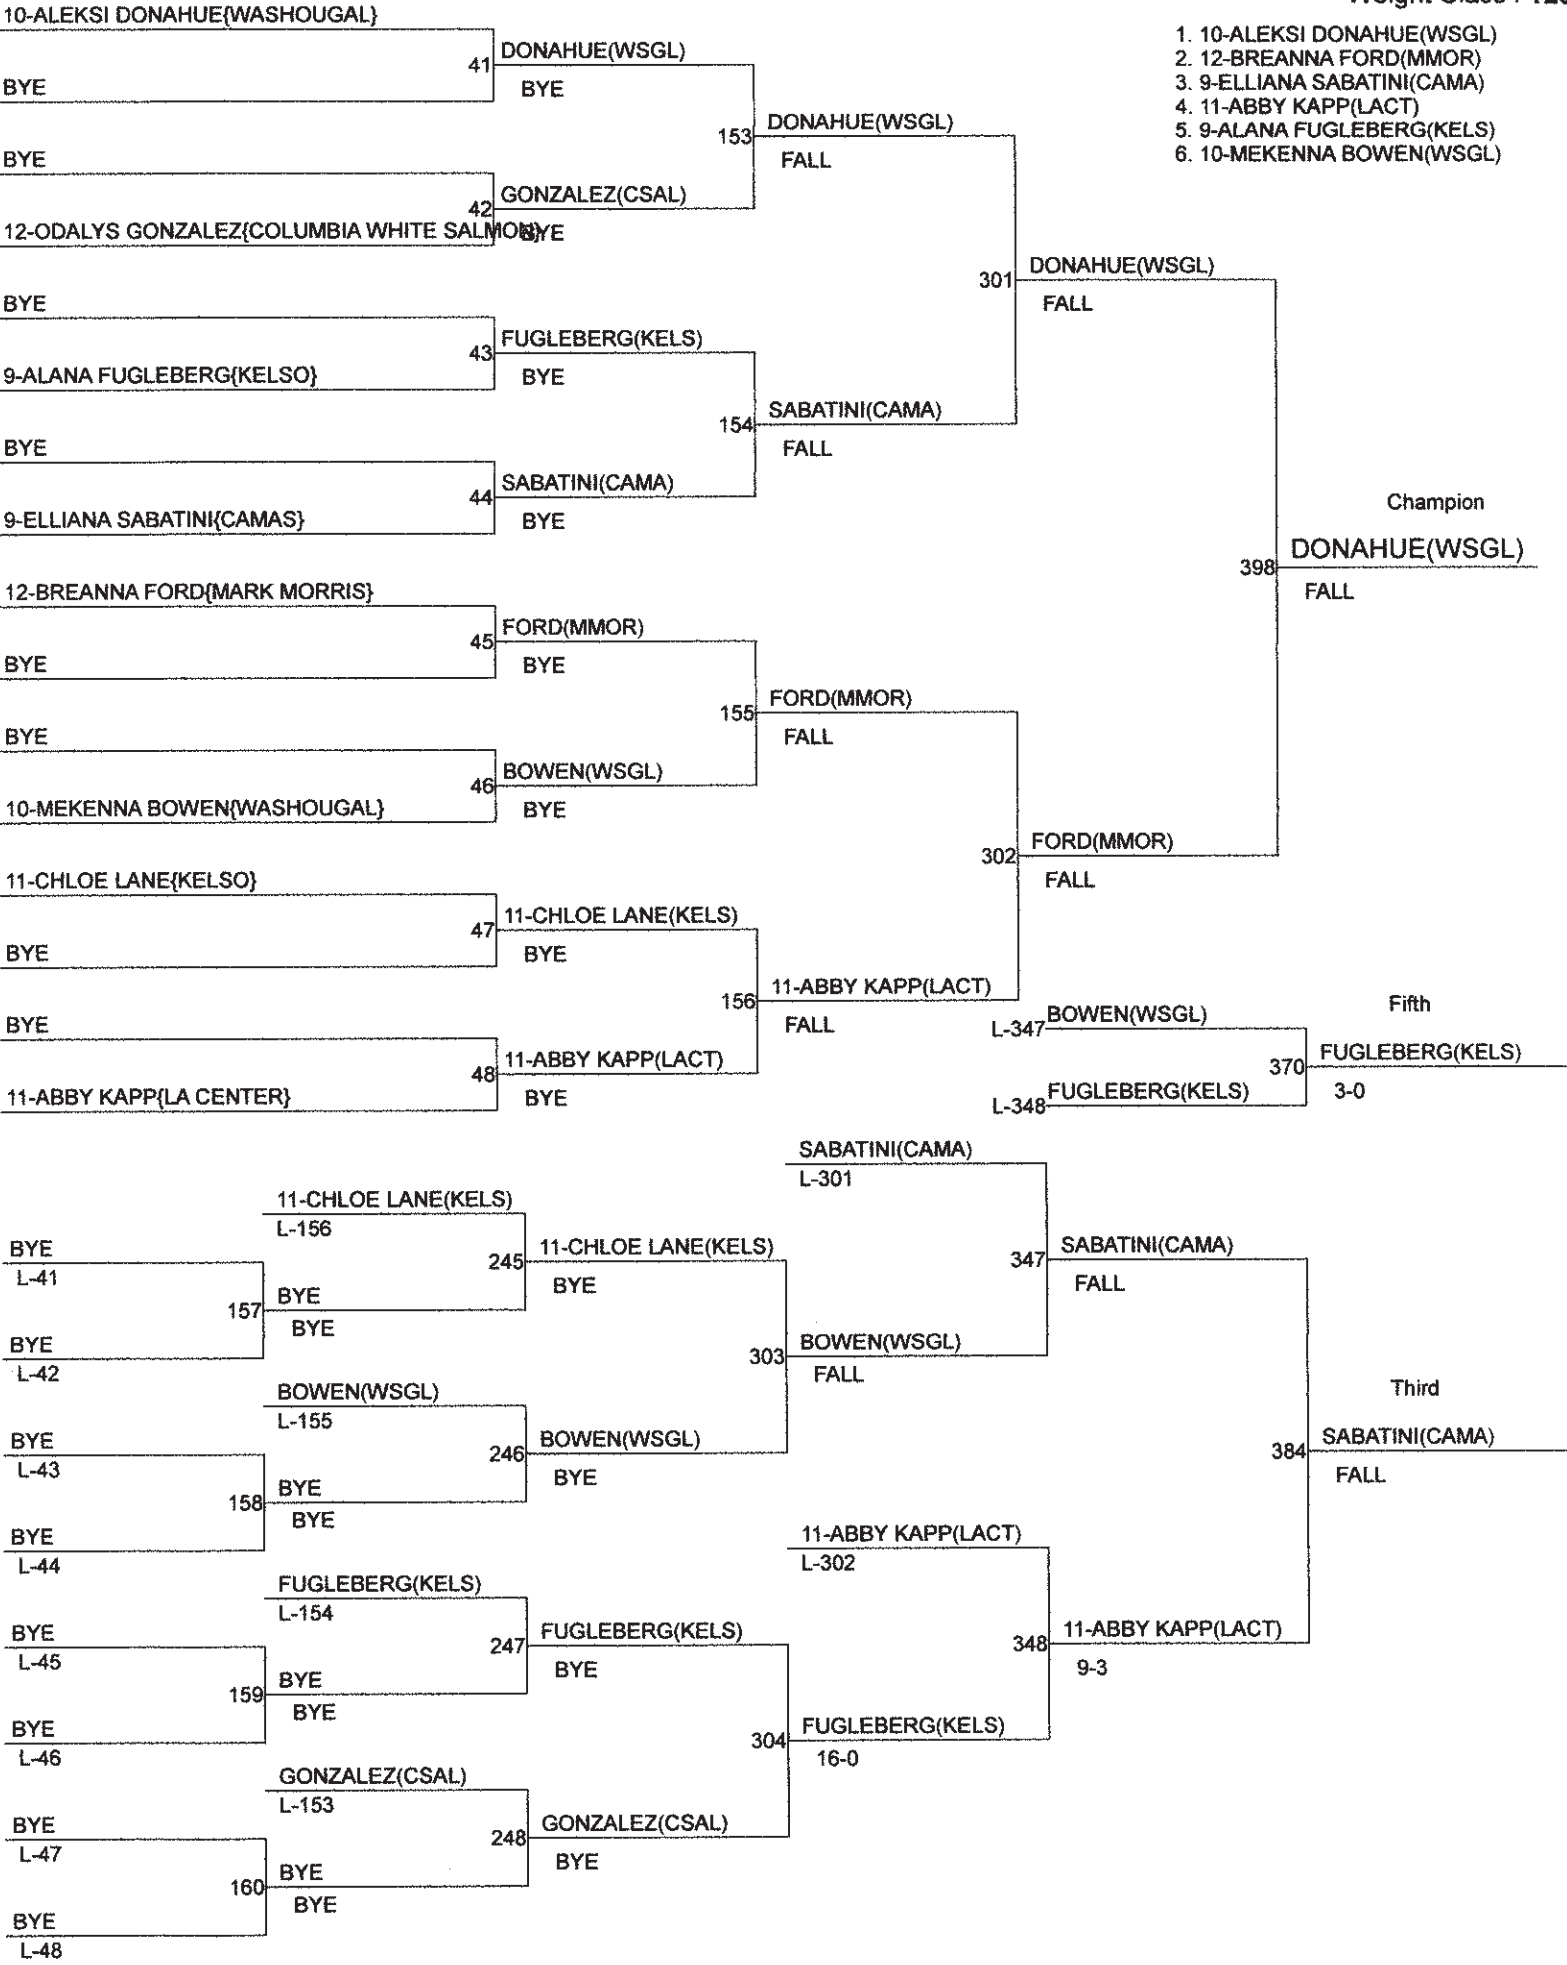 1. 10-ALEKSI DONAHUE(WSGL)
2. 12-BREANNA FORD(MMOR)
3. 9-ELLIANA SABATINI(CAMA)
4. 11-ABBY KAPP(LACT)
5. 9-ALANA FUGLEBERG(KELS)
6. 10-MEKENNA BOWEN(WSGL)
10-ALEKSI DONAHUE{WASHOUGAL}
41
BYE
BYE
42
12-ODALYS GONZALEZ{COLUMBIA WHITE SALMON}
BYE
43
9-ALANA FUGLEBERG{KELSO}
BYE
44
9-ELLIANA SABATINI{CAMAS}
12-BREANNA FORD{MARK MORRIS}
45
BYE
BYE
46
10-MEKENNA BOWEN{WASHOUGAL}
11-CHLOE LANE{KELSO}
47
BYE
BYE
48
11-ABBY KAPP{LA CENTER}
DONAHUE(WSGL)
BYE
153
GONZALEZ(CSAL)
BYE
FUGLEBERG(KELS)
BYE
154
SABATINI(CAMA)
BYE
FORD(MMOR)
BYE
155
BOWEN(WSGL)
BYE
11-CHLOE LANE(KELS)
BYE
156
11-ABBY KAPP(LACT)
BYE
DONAHUE(WSGL)
FALL
301
SABATINI(CAMA)
FALL
FORD(MMOR)
FALL
302
11-ABBY KAPP(LACT)
FALL
DONAHUE(WSGL)
FALL
398
FORD(MMOR)
FALL
Champion
DONAHUE(WSGL)
FALL
Fifth
L-347 BOWEN(WSGL)
370
L-348 FUGLEBERG(KELS)
FUGLEBERG(KELS)
3-0
BYE
L-41
157
BYE
L-42
BYE
L-43
158
BYE
L-44
BYE
L-45
159
BYE
L-46
BYE
L-47
160
BYE
L-48
11-CHLOE LANE(KELS)
L-156
245
BYE
BYE
BOWEN(WSGL)
L-155
246
BYE
BYE
FUGLEBERG(KELS)
L-154
247
BYE
BYE
GONZALEZ(CSAL)
L-153
248
BYE
BYE
11-CHLOE LANE(KELS)
BYE
303
BOWEN(WSGL)
BYE
FUGLEBERG(KELS)
BYE
304
GONZALEZ(CSAL)
BYE
SABATINI(CAMA)
L-301
347
BOWEN(WSGL)
FALL
11-ABBY KAPP(LACT)
L-302
348
FUGLEBERG(KELS)
16-0
SABATINI(CAMA)
FALL
384
11-ABBY KAPP(LACT)
9-3
Third
SABATINI(CAMA)
FALL